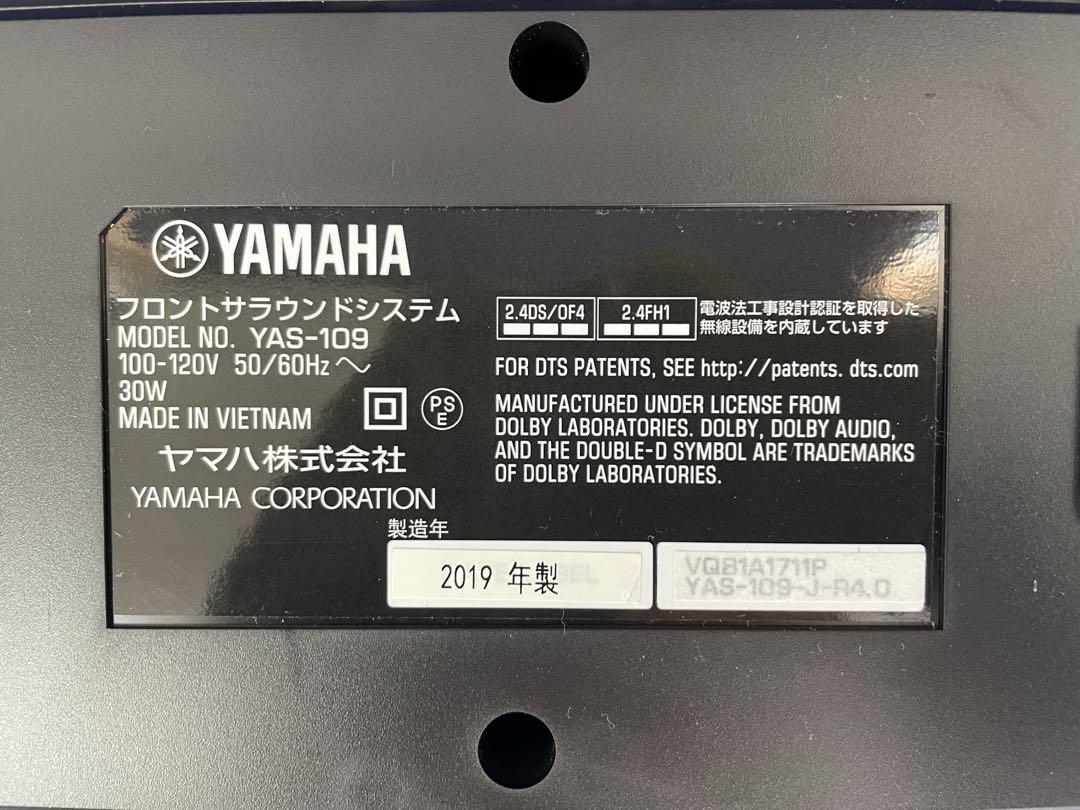 YAMAHA
フロントサラウンドシステム
MODEL NO. YAS-109
100-120V 50/60Hz ～
30W
MADE IN VIETNAM
PS
E
ヤマハ株式会社
YAMAHA CORPORATION
2.4DS/OF4
2.4FH1
電波法工事設計認証を取得した
無線設備を内蔵しています
FOR DTS PATENTS, SEE http://patents. dts.com
MANUFACTURED UNDER LICENSE FROM
DOLBY LABORATORIES. DOLBY, DOLBY AUDIO,
AND THE DOUBLE-D SYMBOL ARE TRADEMARKS
OF DOLBY LABORATORIES.
製造年
2019 年製
VQB1A1711P
YAS-109-J-R4.0